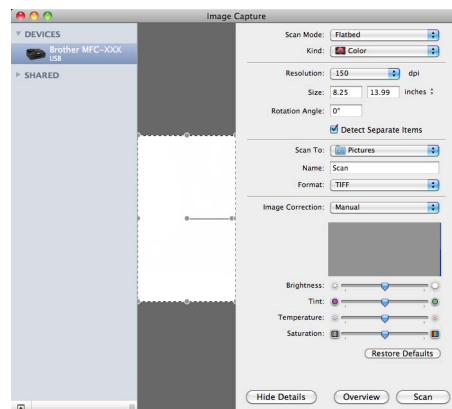 Image Capture
DEVICES
Brother MFC-XXX
USB
SHARED
Scan Mode: Flatbed
Kind: Color
Resolution: 150 dpi
Size: 8.25 13.99 inches
Rotation Angle: 0°
Detect Separate Items
Scan To: Pictures
Name: Scan
Format: TIFF
Image Correction: Manual
Brightness:
Tint:
Temperature:
Saturation:
Restore Defaults
Hide Details Overview Scan